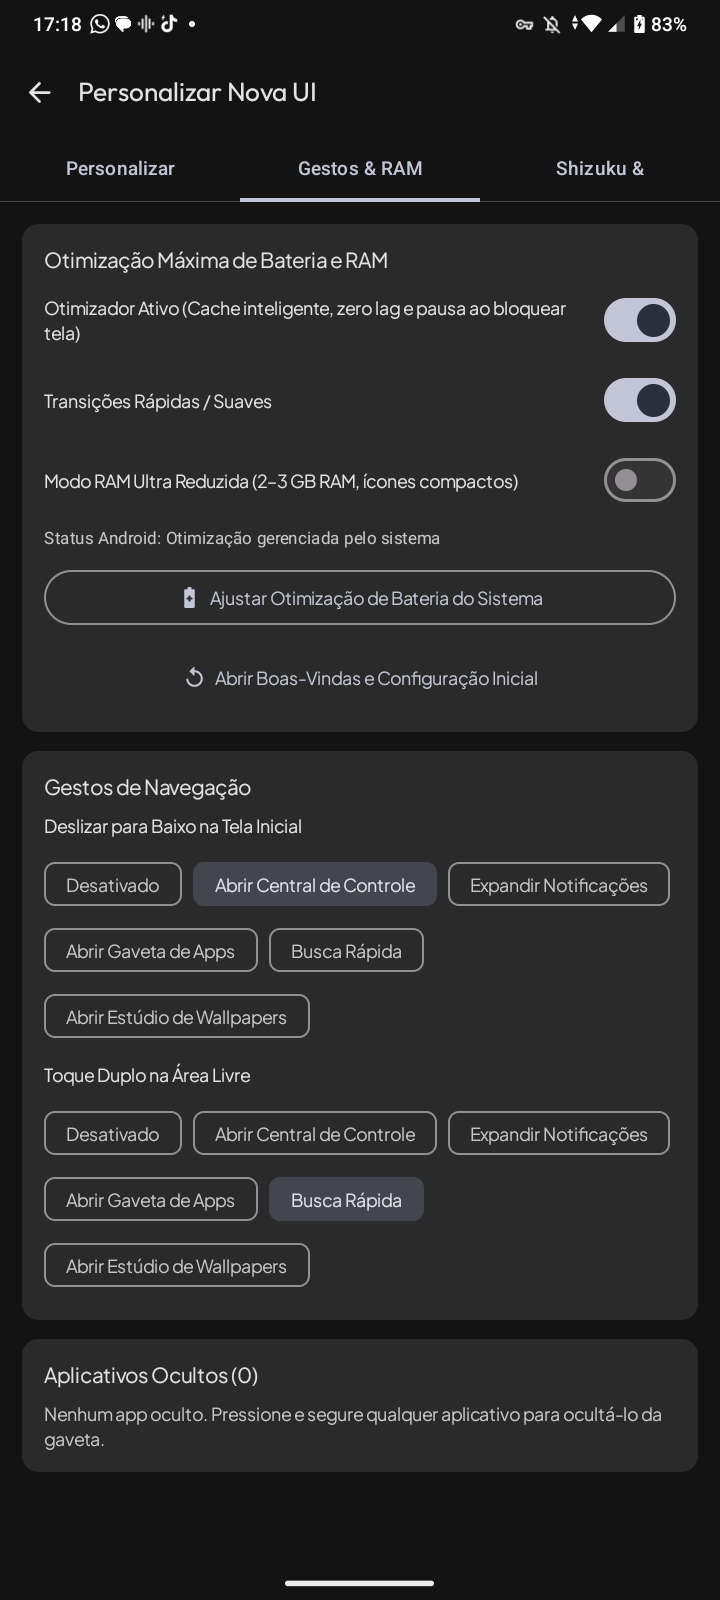 17:18
83%
Personalizar Nova UI
Personalizar
Gestos & RAM
Shizuku &
Otimização Máxima de Bateria e RAM
Otimizador Ativo (Cache inteligente, zero lag e pausa ao bloquear
tela)
Transições Rápidas / Suaves
Modo RAM Ultra Reduzida (2–3 GB RAM, ícones compactos)
Status Android: Otimização gerenciada pelo sistema
Ajustar Otimização de Bateria do Sistema
Abrir Boas-Vindas e Configuração Inicial
Gestos de Navegação
Deslizar para Baixo na Tela Inicial
Desativado
Abrir Central de Controle
Expandir Notificações
Abrir Gaveta de Apps
Busca Rápida
Abrir Estúdio de Wallpapers
Toque Duplo na Área Livre
Desativado
Abrir Central de Controle
Expandir Notificações
Abrir Gaveta de Apps
Busca Rápida
Abrir Estúdio de Wallpapers
Aplicativos Ocultos (0)
Nenhum app oculto. Pressione e segure qualquer aplicativo para ocultá-lo da
gaveta.